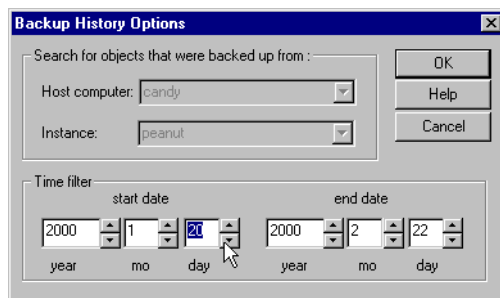 Backup History Options
Search for objects that were backed up from :
Host computer: candy
Instance: peanut
OK
Help
Cancel
Time filter
start date end date
2000 1 20 2000 2 22
year mo day year mo day